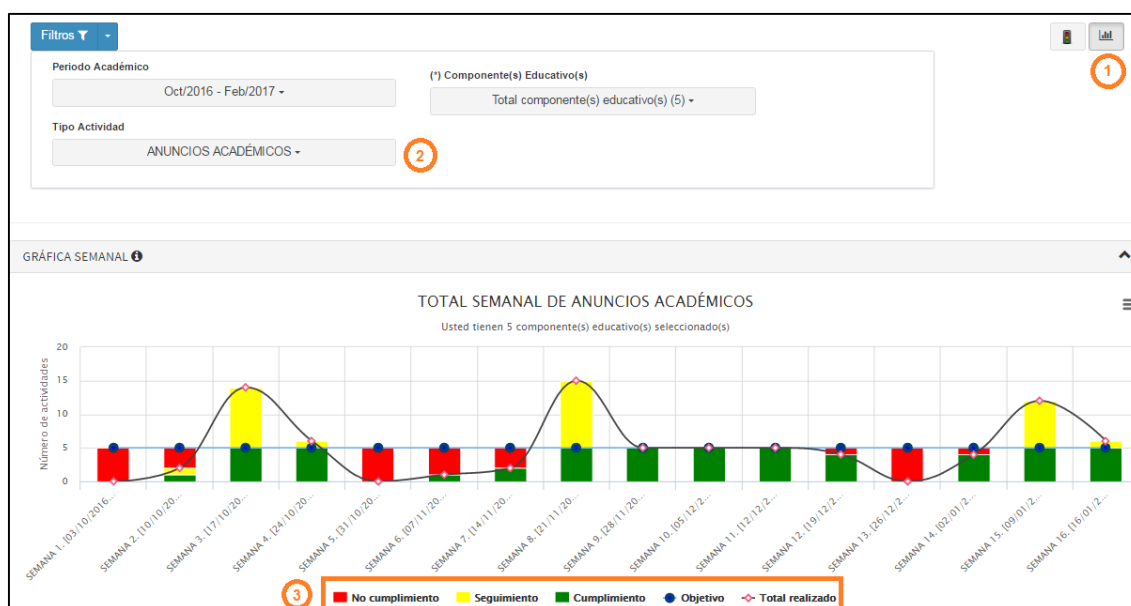 Filtros
1
Periodo Académico
Oct/2016 - Feb/2017
(*) Componente(s) Educativo(s)
Total componente(s) educativo(s) (5)
Tipo Actividad
ANUNCIOS ACADÉMICOS
2
GRÁFICA SEMANAL
TOTAL SEMANAL DE ANUNCIOS ACADÉMICOS
Usted tienen 5 componente(s) educativo(s) seleccionado(s)
Número de actividades
20
15
10
5
0
SEMANA 1. [03/10/2016...
SEMANA 2. [10/10/20...
SEMANA 3. [17/10/20...
SEMANA 4. [24/10/20...
SEMANA 5. [31/10/20...
SEMANA 6. [07/11/20...
SEMANA 7. [14/11/20...
SEMANA 8. [21/11/20...
SEMANA 9. [28/11/20...
SEMANA 10. [05/12/2...
SEMANA 11. [12/12/2...
SEMANA 12. [19/12/2...
SEMANA 13. [26/12/2...
SEMANA 14. [02/01/2...
SEMANA 15. [09/01/2...
SEMANA 16. [16/01/2...
3
No cumplimiento Seguimiento Cumplimiento Objetivo Total realizado